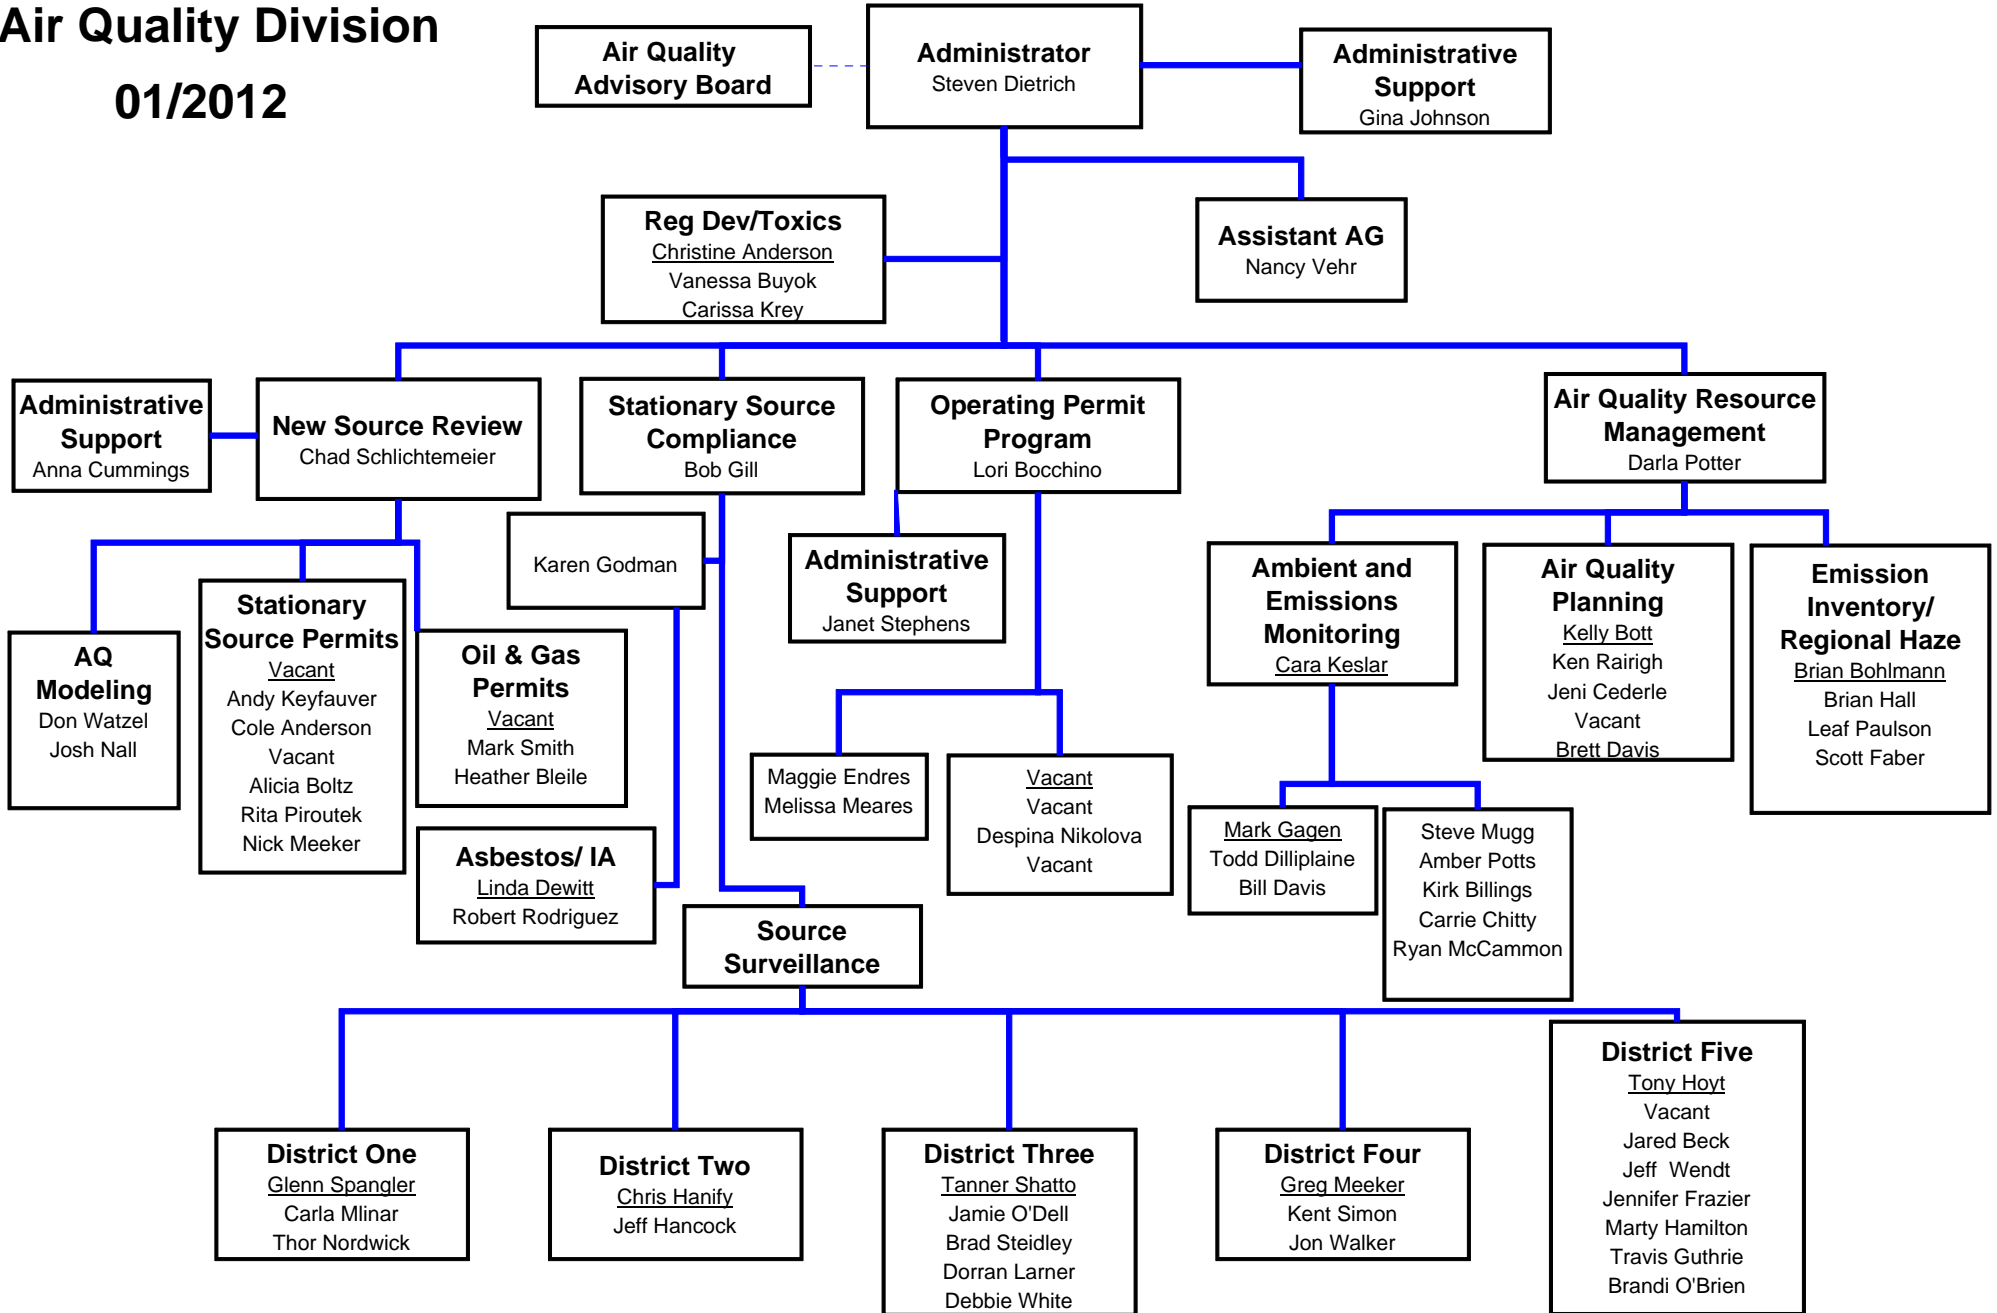 Air Quality Division
01/2012
Air Quality
Advisory Board
Administrator
Steven Dietrich
Administrative
Support
Gina Johnson
Reg Dev/Toxics
Christine Anderson
Vanessa Buyok
Carissa Krey
Assistant AG
Nancy Vehr
Administrative
Support
Anna Cummings
New Source Review
Chad Schlichtemeier
Stationary Source
Compliance
Bob Gill
Operating Permit
Program
Lori Bocchino
Air Quality Resource
Management
Darla Potter
Karen Godman
Administrative
Support
Janet Stephens
Ambient and
Emissions
Monitoring
Cara Keslar
Air Quality
Planning
Kelly Bott
Ken Rairigh
Jeni Cederle
Vacant
Brett Davis
Emission
Inventory/
Regional Haze
Brian Bohlmann
Brian Hall
Leaf Paulson
Scott Faber
AQ
Modeling
Don Watzel
Josh Nall
Stationary
Source Permits
Vacant
Andy Keyfauver
Cole Anderson
Vacant
Alicia Boltz
Rita Piroutek
Nick Meeker
Oil & Gas
Permits
Vacant
Mark Smith
Heather Bleile
Maggie Endres
Melissa Meares
Vacant
Vacant
Despina Nikolova
Vacant
Mark Gagen
Todd Dilliplaine
Bill Davis
Steve Mugg
Amber Potts
Kirk Billings
Carrie Chitty
Ryan McCammon
Asbestos/ IA
Linda Dewitt
Robert Rodriguez
Source
Surveillance
District One
Glenn Spangler
Carla Mlinar
Thor Nordwick
District Two
Chris Hanify
Jeff Hancock
District Three
Tanner Shatto
Jamie O'Dell
Brad Steidley
Dorran Larner
Debbie White
District Four
Greg Meeker
Kent Simon
Jon Walker
District Five
Tony Hoyt
Vacant
Jared Beck
Jeff  Wendt
Jennifer Frazier
Marty Hamilton
Travis Guthrie
Brandi O'Brien